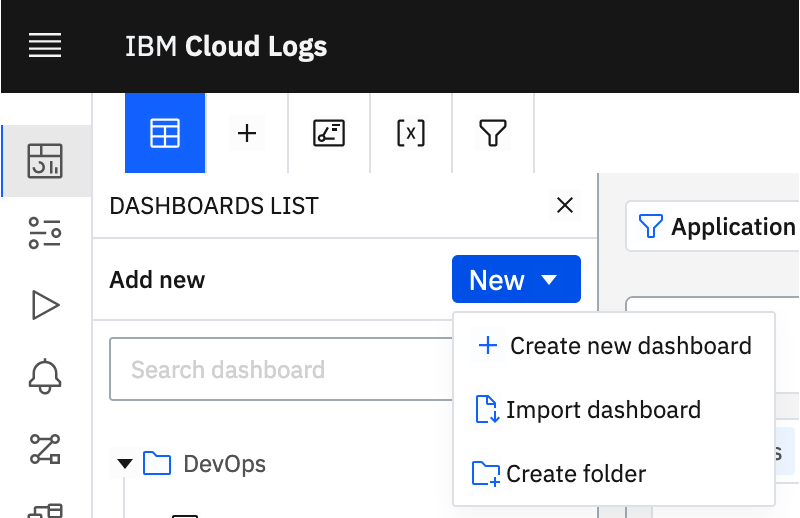 IBM Cloud Logs
DASHBOARDS LIST
Application
Add new
New
Create new dashboard
Search dashboard
Import dashboard
DevOps
Create folder